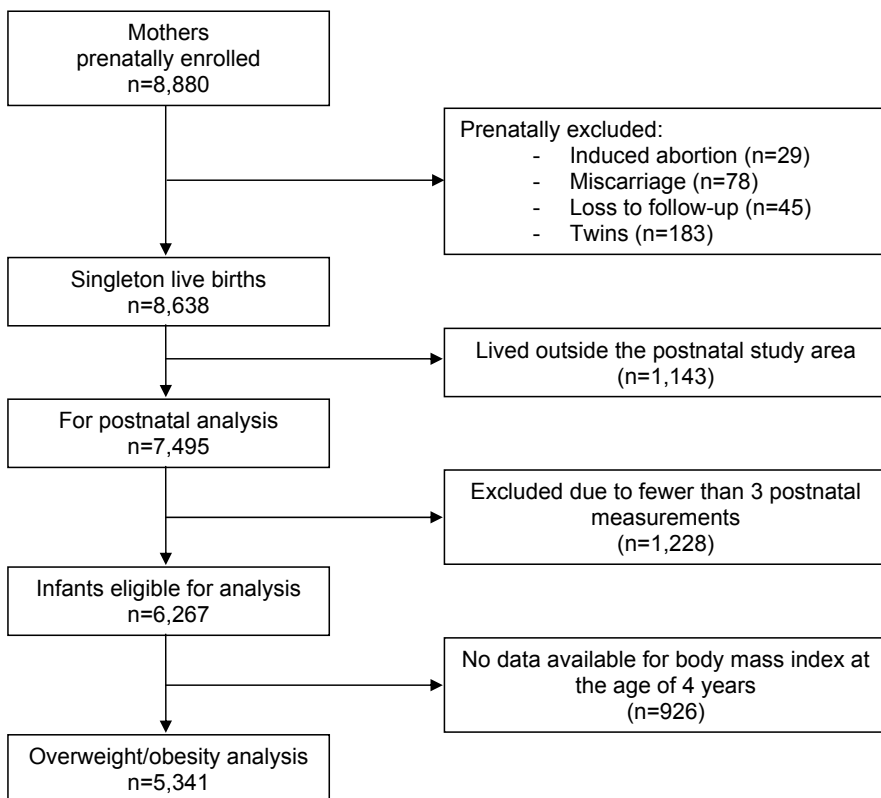 Mothers
prenatally enrolled
n=8,880
Prenatally excluded:
- Induced abortion (n=29)
- Miscarriage (n=78)
- Loss to follow-up (n=45)
- Twins (n=183)
Singleton live births
n=8,638
Lived outside the postnatal study area
(n=1,143)
For postnatal analysis
n=7,495
Excluded due to fewer than 3 postnatal
measurements
(n=1,228)
Infants eligible for analysis
n=6,267
No data available for body mass index at
the age of 4 years
(n=926)
Overweight/obesity analysis
n=5,341